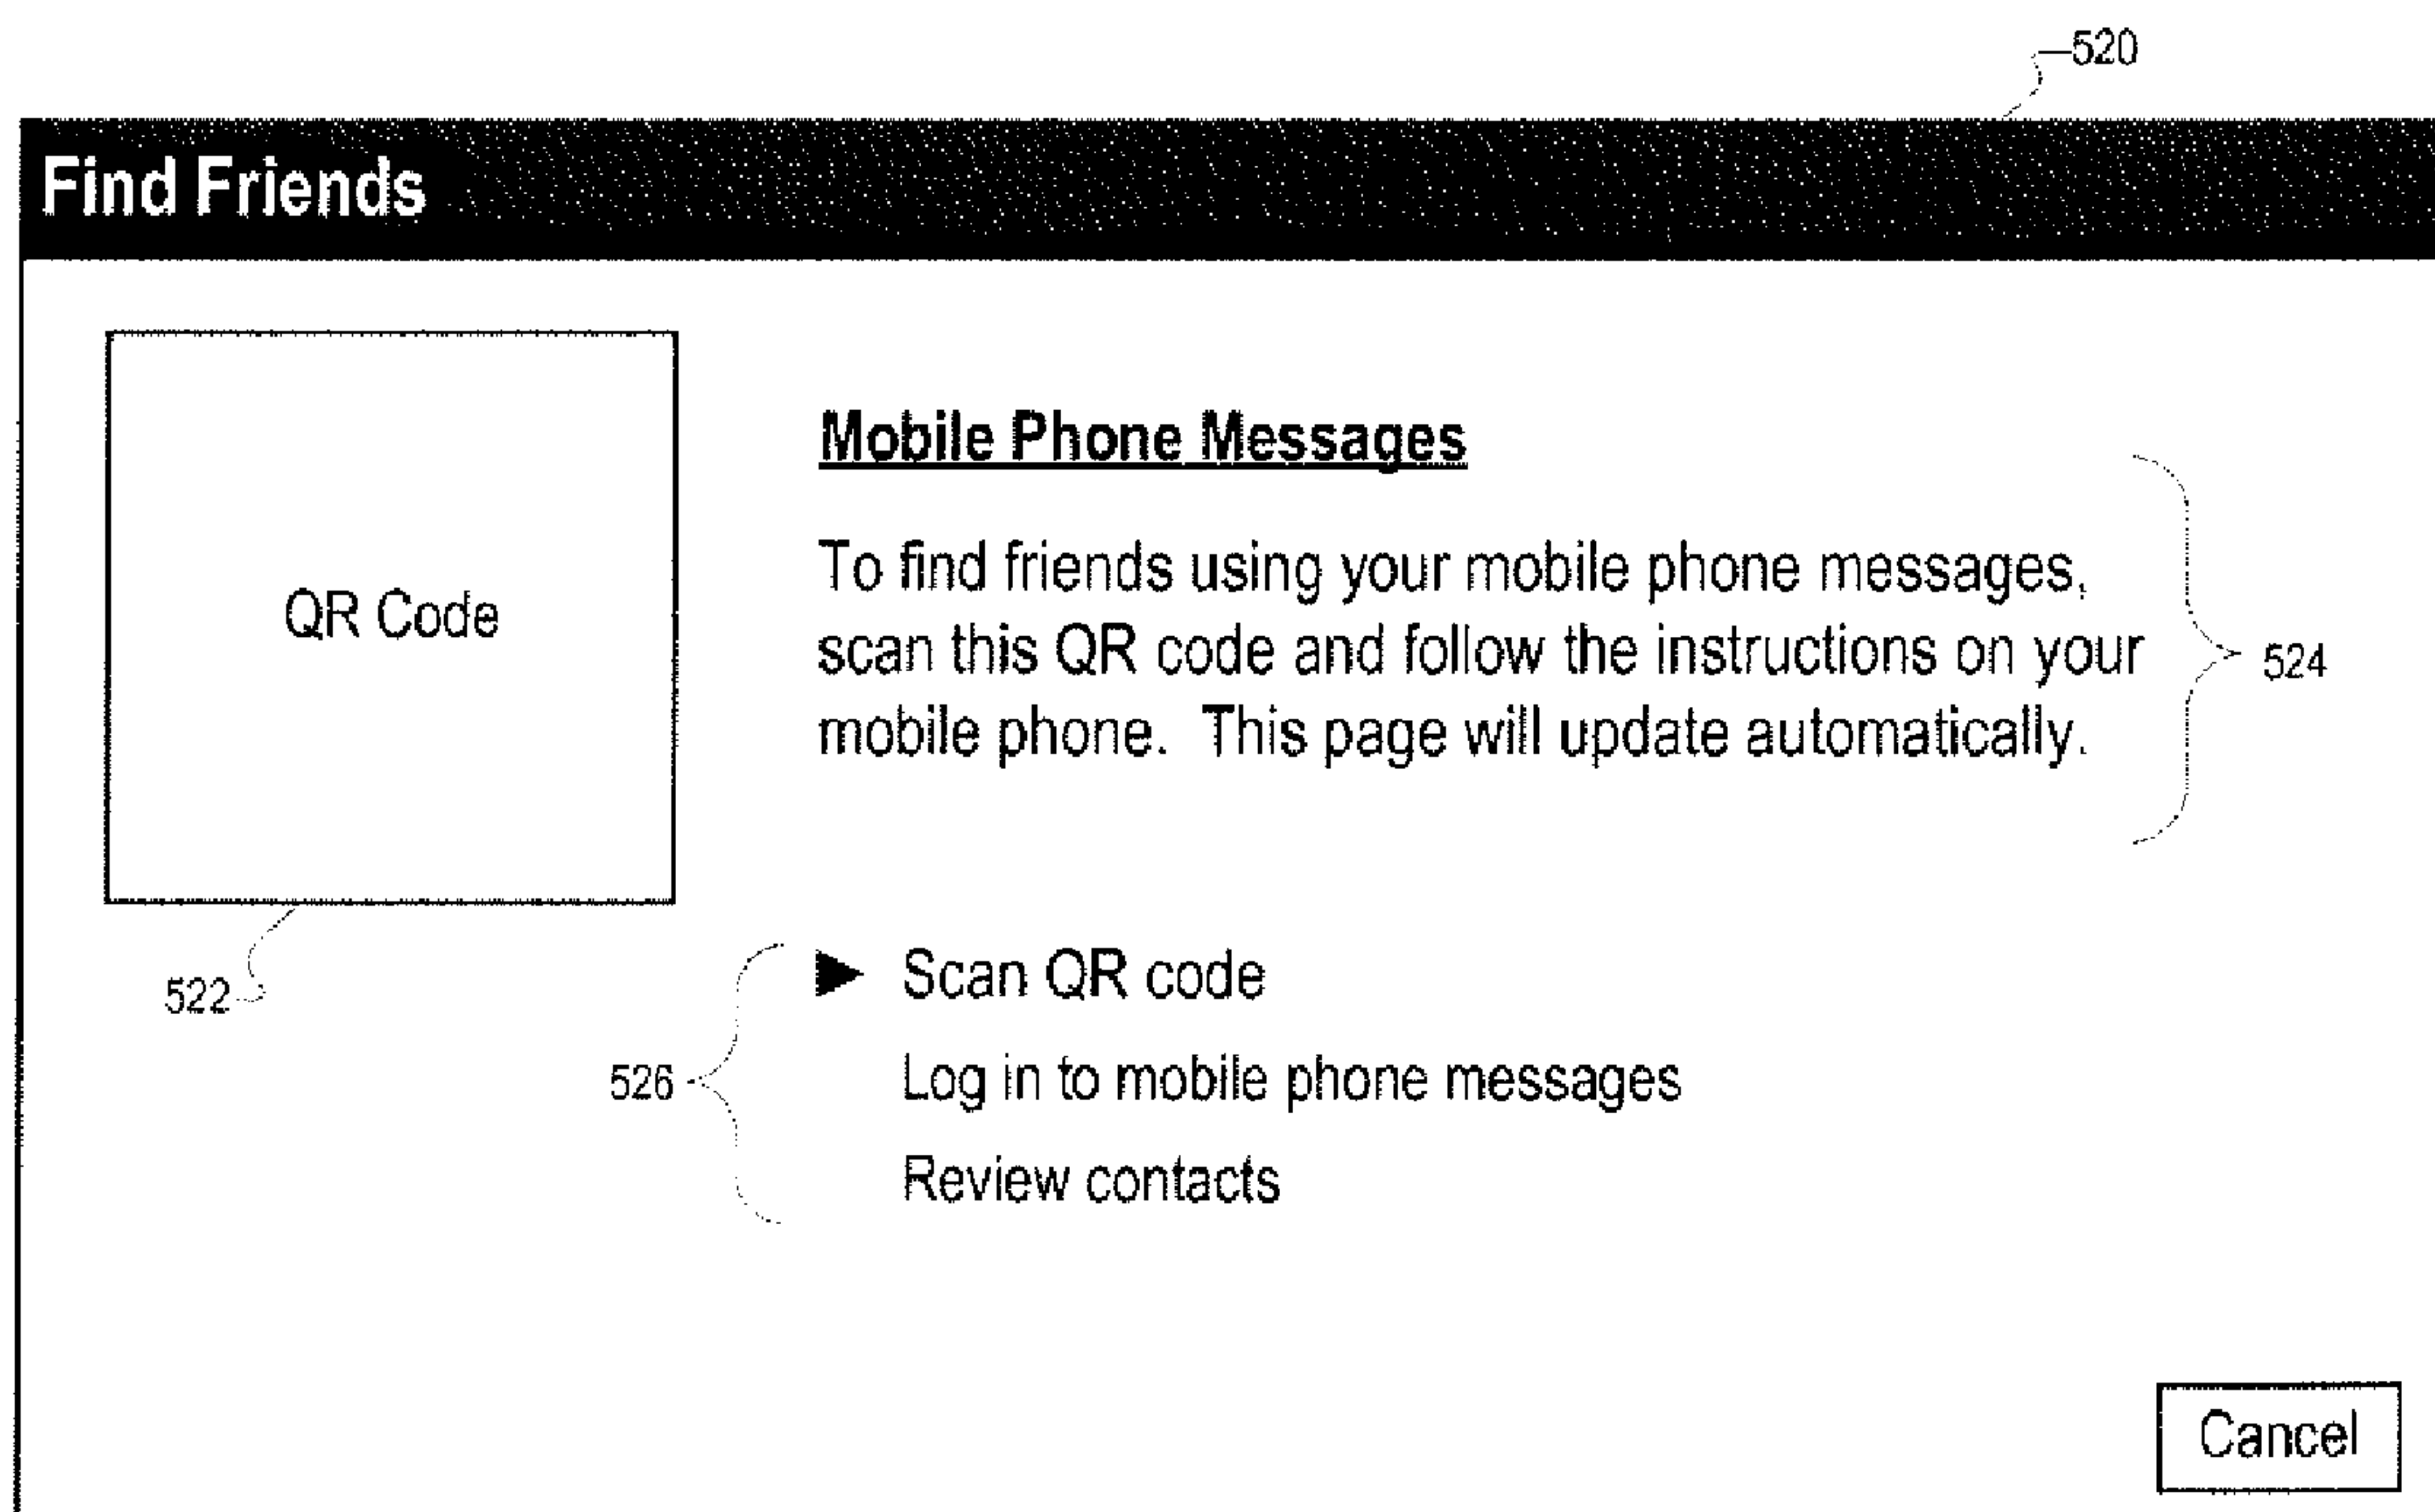 520
Find Friends
QR Code
Mobile Phone Messages
To find friends using your mobile phone messages,
scan this QR code and follow the instructions on your
mobile phone. This page will update automatically.
524
522
526
Scan QR code
Log in to mobile phone messages
Review contacts
Cancel